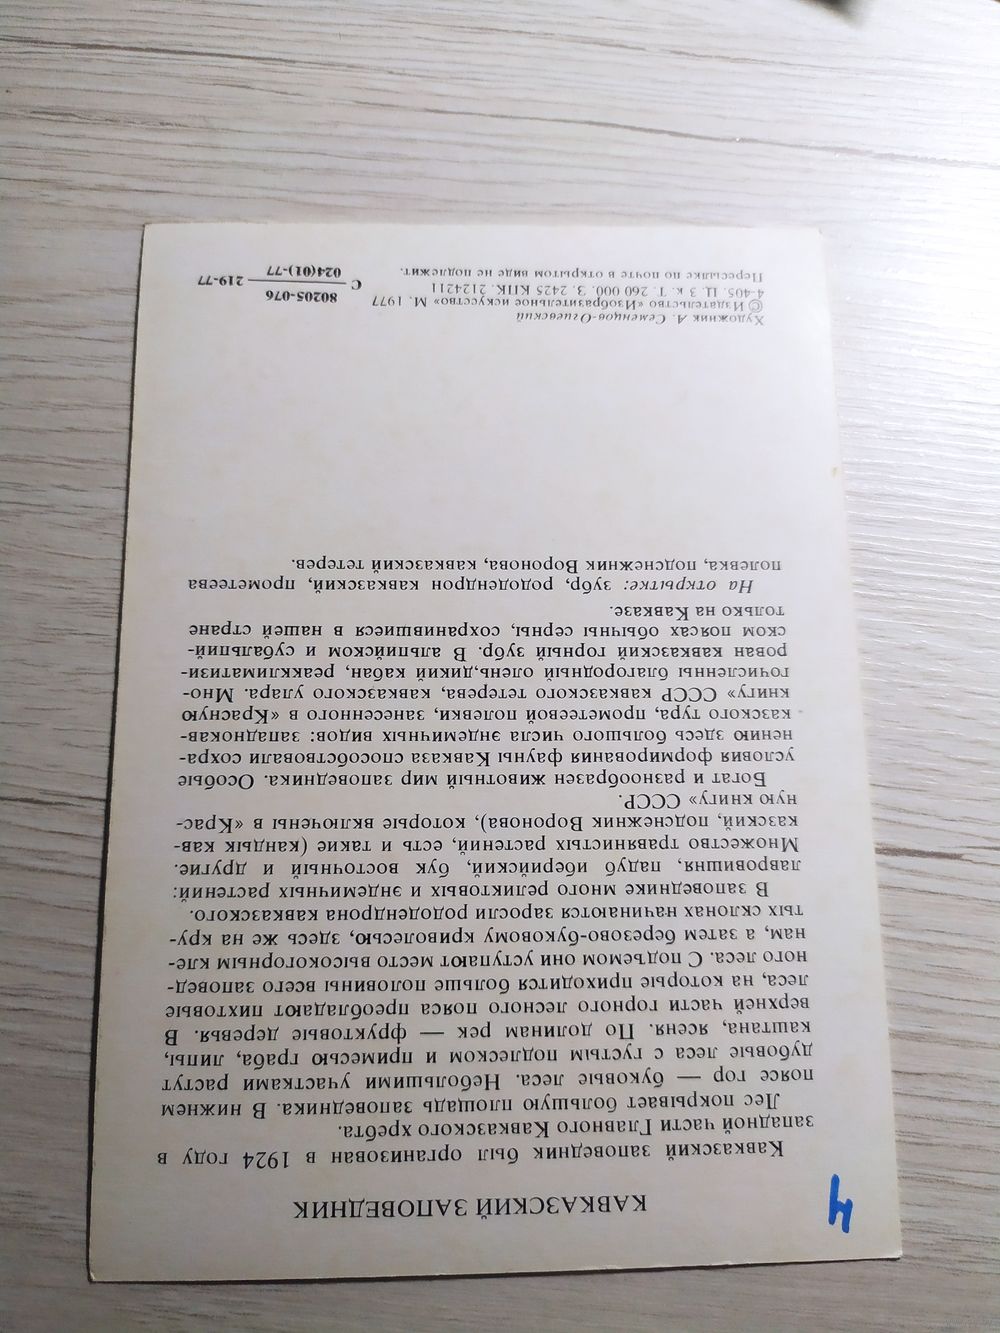 КАВКАЗСКИЙ ЗАПОВЕДНИК
Кавказский заповедник был организован в 1924 году в
западной части Главного Кавказского хребта.
Лес покрывает большую площадь заповедника. В нижнем
поясе гор — буковые леса. Небольшими участками растут
дубовые леса с густым подлеском и примесью граба, липы,
каштана, ясеня. По долинам рек — фруктовые деревья. В
верхней части горного лесного пояса преобладают пихтовые
леса, на которые приходится больше половины всего заповед-
ного леса. С подъемом они уступают место высокогорным кле-
нам, а затем березово-буковому криволесью, здесь же на кру-
тых склонах начинаются заросли рододендрона кавказского.
В заповеднике много реликтовых и эндемичных растений:
лавровишня, падуб иберийский, бук восточный и другие.
Множество травянистых растений, есть и такие (кандык кав-
казский, подснежник Воронова), которые включены в «Крас-
ную книгу» СССР.
Богат и разнообразен животный мир заповедника. Особые
условия формирования фауны Кавказа способствовали сохра-
нению здесь большого числа эндемичных видов: западнокав-
казского тура, прометеевой полевки, занесенного в «Красную
книгу» СССР кавказского тетерева, кавказского улара. Мно-
гочисленны благородный олень,дикий кабан, реакклиматизи-
рован кавказский горный зубр. В альпийском и субальпий-
ском поясах обычны серны, сохранившиеся в нашей стране
только на Кавказе.
На открытке: зубр, рододендрон кавказский, прометеева
полевка, подснежник Воронова, кавказский тетерев.
Художник А. Семенцов-Огиевский
© Издательство «Изобразительное искусство» М. 1977
4-405. Ц. 3 к. Т. 260 000. З. 2425 КПК. 2124211
Пересылке по почте в открытом виде не подлежит.
80205-076
С 219-77
024(01)-77
4